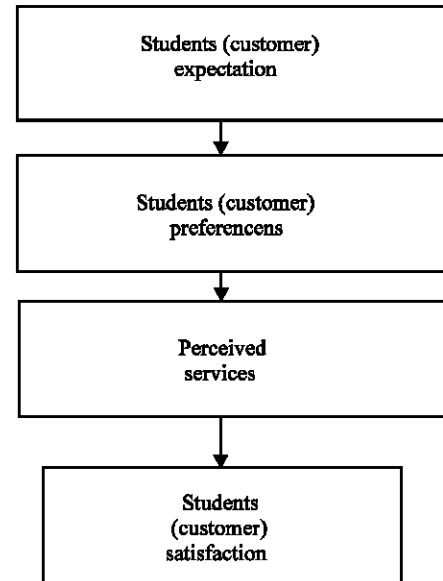 Students (customer)
expectation
Students (customer)
preferencens
Perceived
services
Students
(customer)
satisfaction